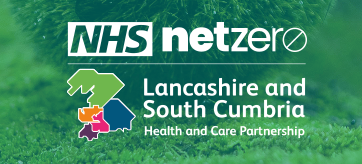 NHS netzero
Lancashire and
South Cumbria
Health and Care Partnership